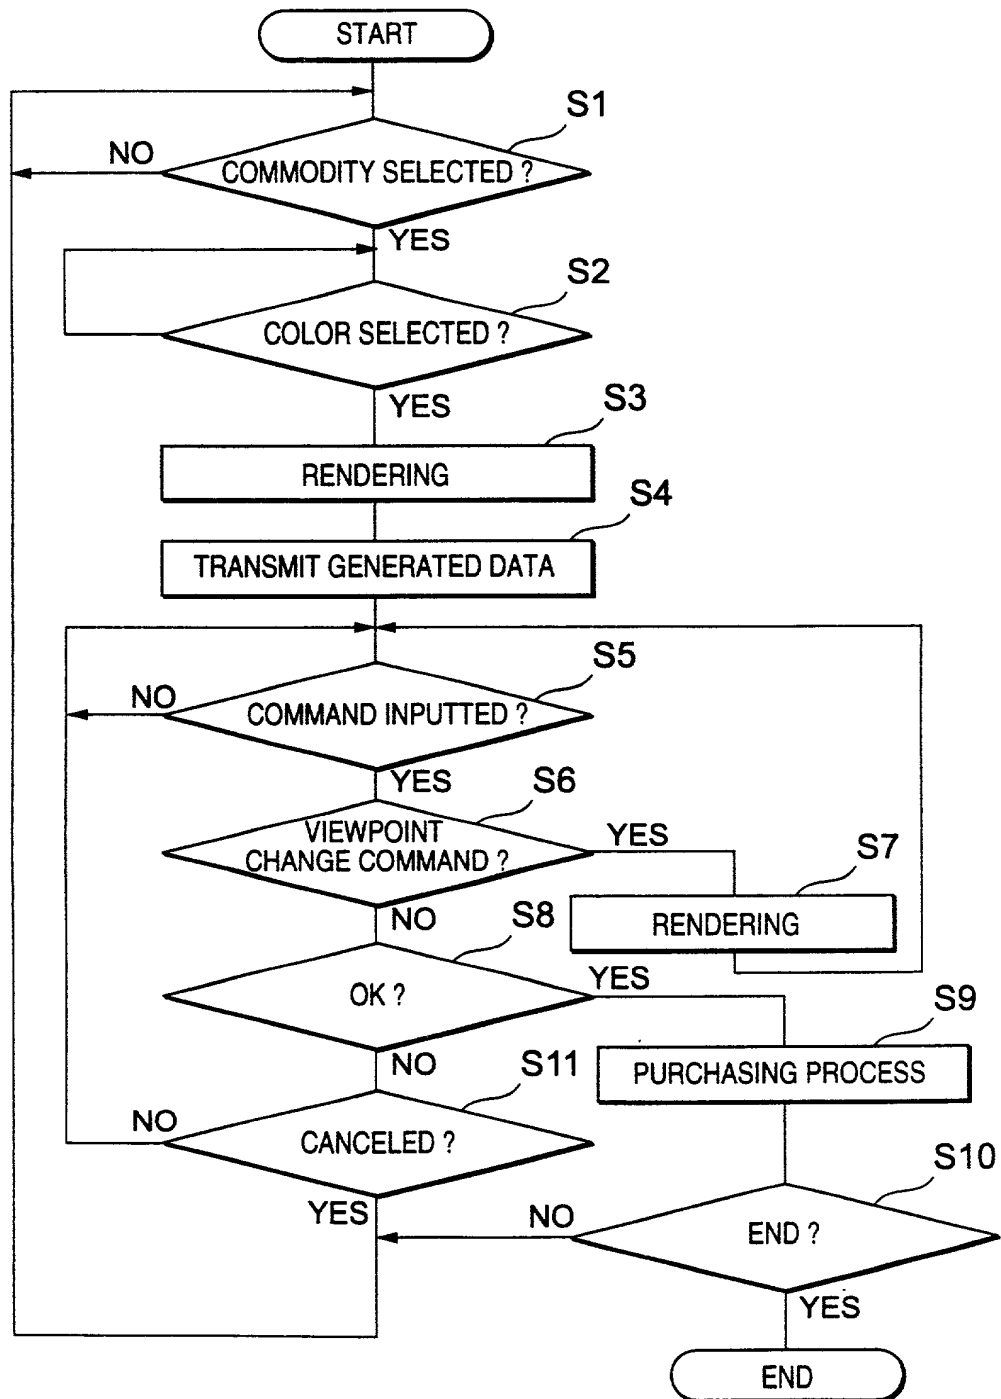 START
S1
NO
COMMODITY SELECTED ?
YES
S2
COLOR SELECTED ?
YES
S3
RENDERING
S4
TRANSMIT GENERATED DATA
S5
NO
COMMAND INPUTTED ?
YES
S6
VIEWPOINT
CHANGE COMMAND ?
YES
S7
RENDERING
NO
S8
OK ?
YES
S9
PURCHASING PROCESS
NO
S11
NO
CANCELED ?
YES
S10
NO
END ?
YES
END